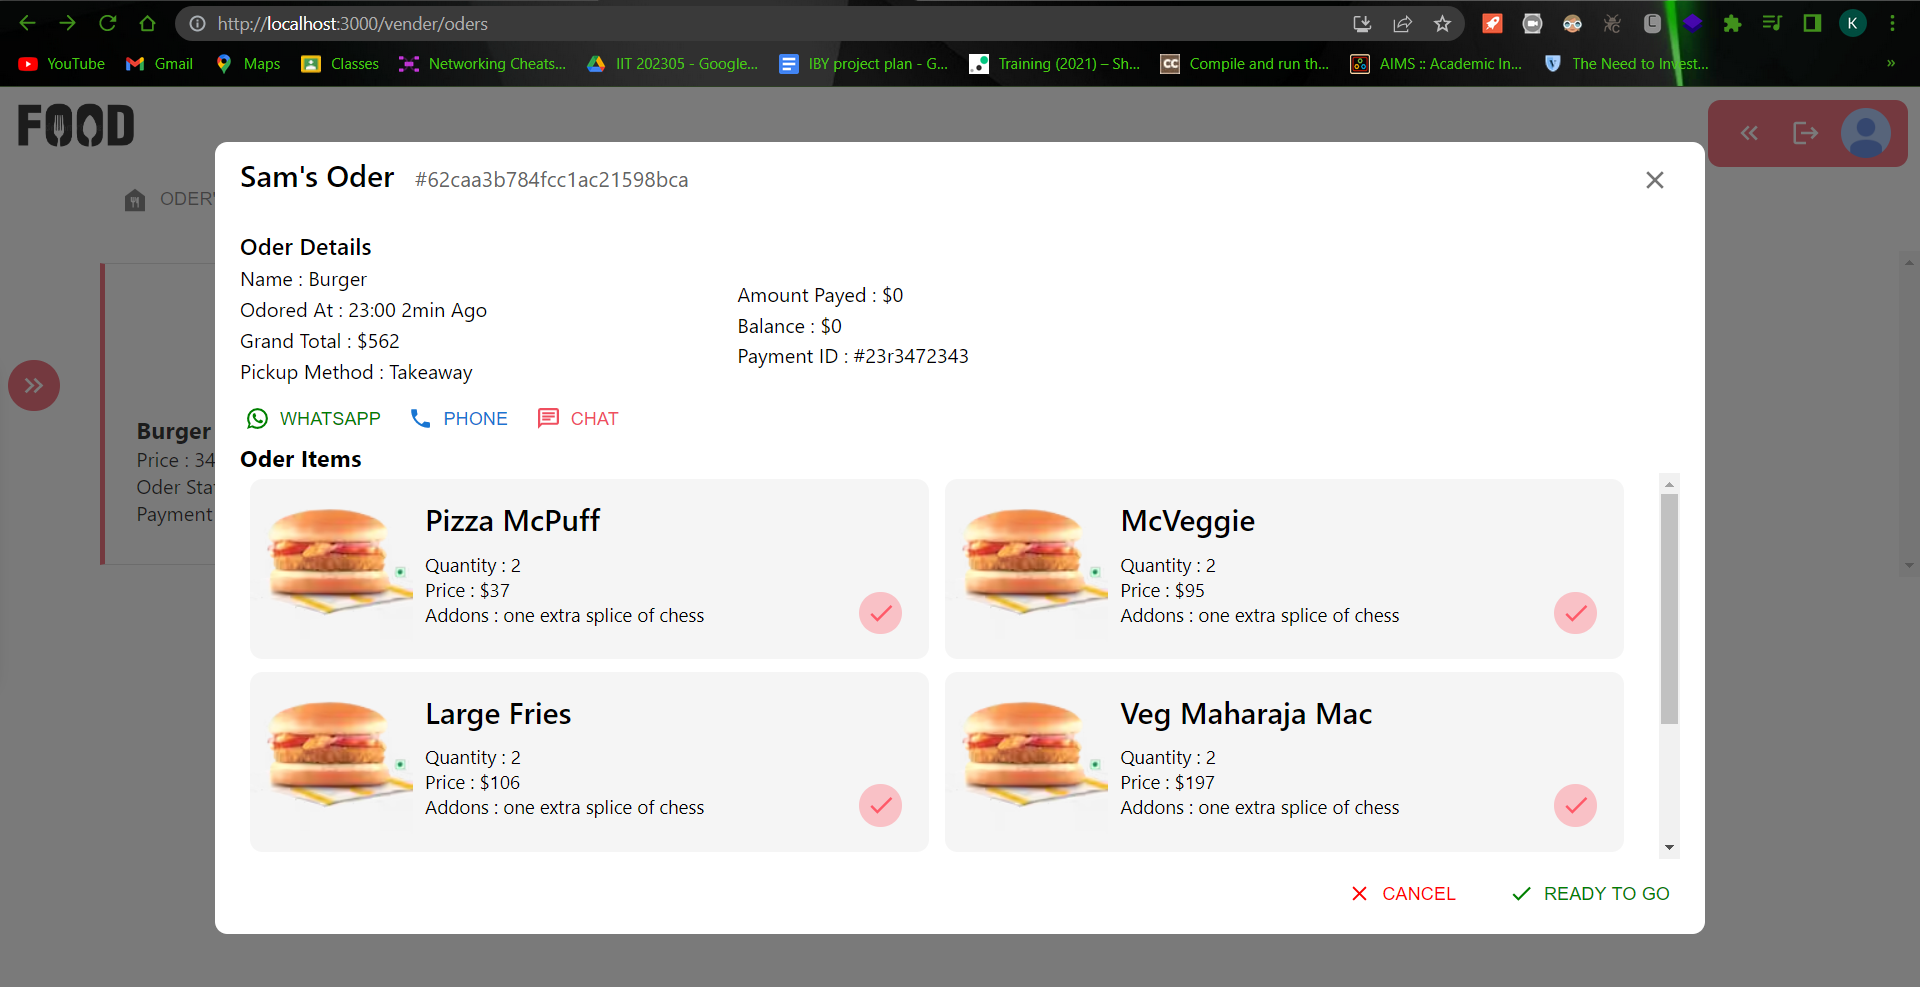 http://localhost:3000/vender/oders
K
YouTube Gmail Maps Classes Networking Cheats... IIT 202305 - Google... IBY project plan - G... Training (2021) – Sh... CC Compile and run th... AIMS :: Academic In... The Need to Invest... »
FOOD
ODER'
Sam's Oder #62caa3b784fcc1ac21598bca
Oder Details
Name : Burger
Odored At : 23:00 2min Ago
Grand Total : $562
Pickup Method : Takeaway
Amount Payed : $0
Balance : $0
Payment ID : #23r3472343
WHATSAPP PHONE CHAT
Burger
Price : 34
Oder Sta
Payment
Oder Items
Pizza McPuff
Quantity : 2
Price : $37
Addons : one extra splice of chess
McVeggie
Quantity : 2
Price : $95
Addons : one extra splice of chess
Large Fries
Quantity : 2
Price : $106
Addons : one extra splice of chess
Veg Maharaja Mac
Quantity : 2
Price : $197
Addons : one extra splice of chess
CANCEL READY TO GO